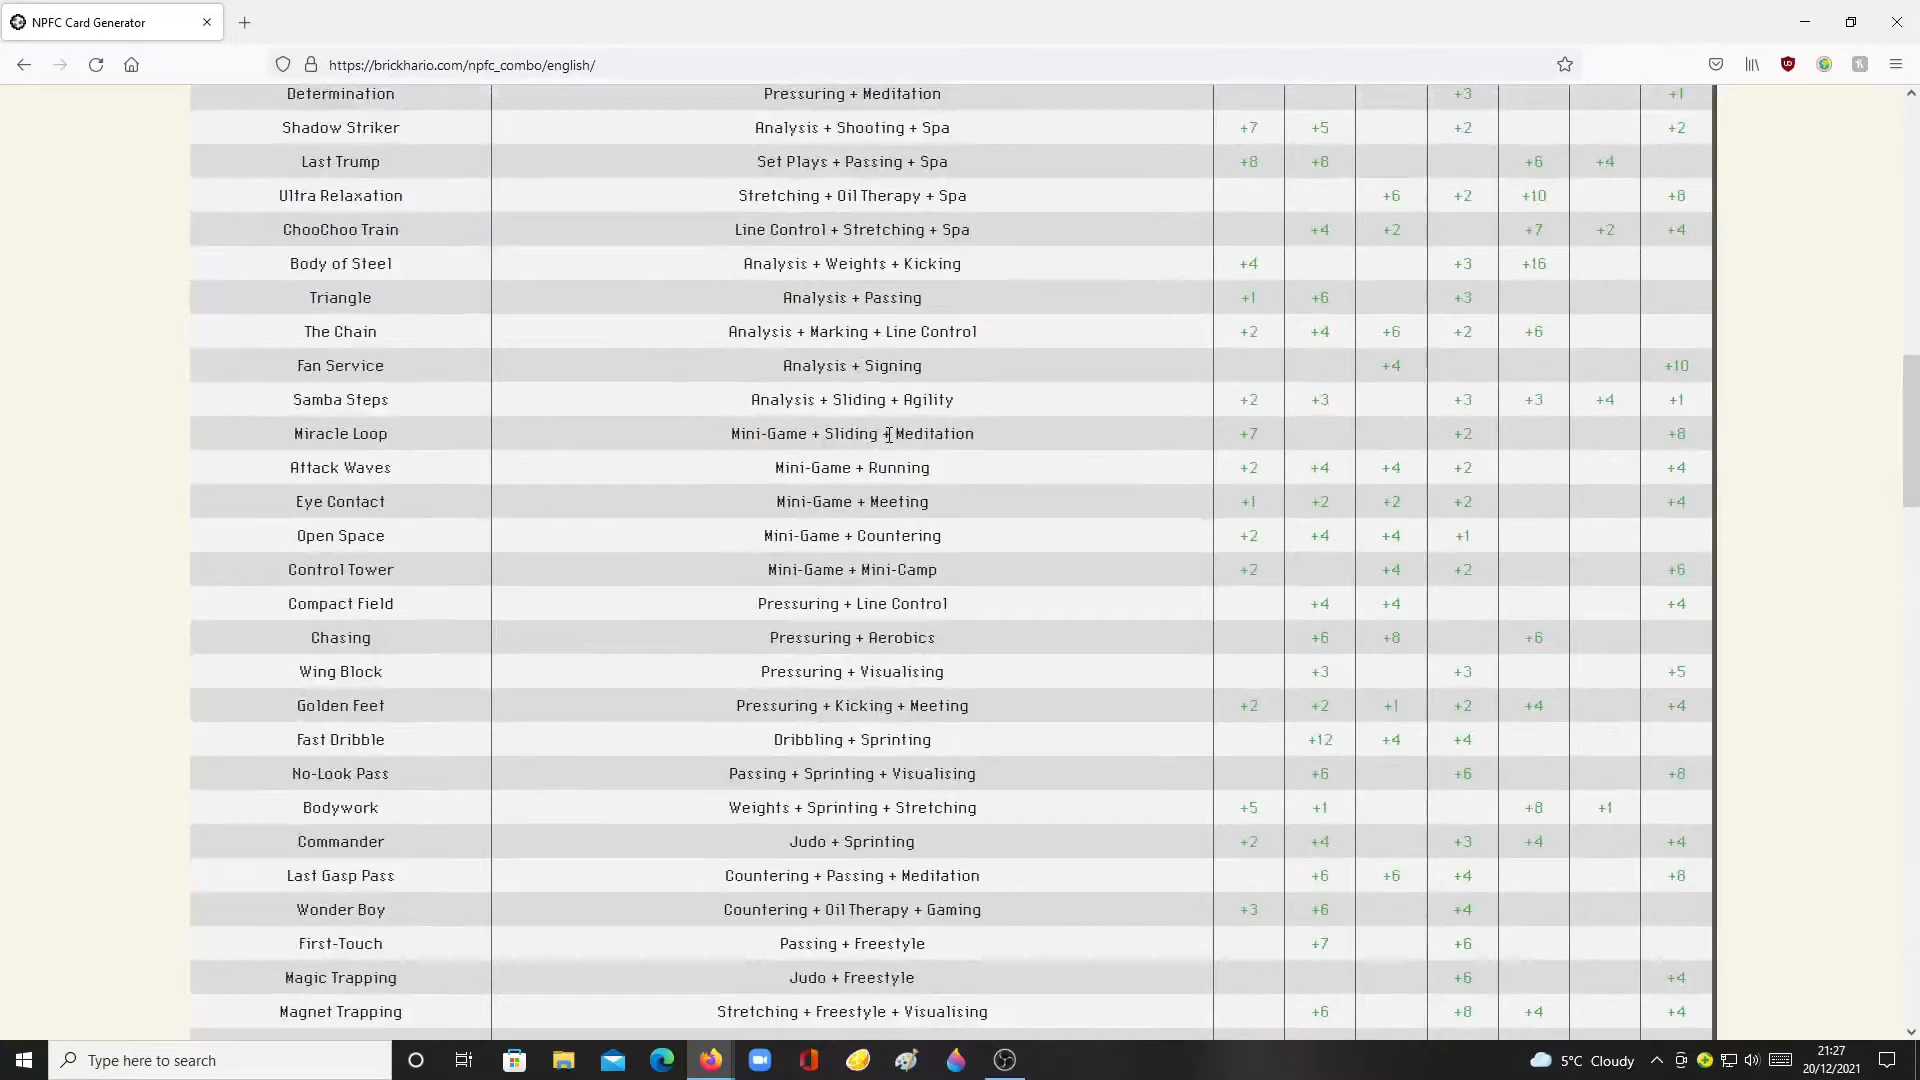 NPFC Card Generator
https://brickhario.com/npfc_combo/english/
Determination Pressuring + Meditation +3 +1
Shadow Striker Analysis + Shooting + Spa +7 +5 +2 +2
Last Trump Set Plays + Passing + Spa +8 +8 +6 +4
Ultra Relaxation Stretching + Oil Therapy + Spa +6 +2 +10 +8
ChooChoo Train Line Control + Stretching + Spa +4 +2 +7 +2 +4
Body of Steel Analysis + Weights + Kicking +4 +3 +16
Triangle Analysis + Passing +1 +6 +3
The Chain Analysis + Marking + Line Control +2 +4 +6 +2 +6
Fan Service Analysis + Signing +4 +10
Samba Steps Analysis + Sliding + Agility +2 +3 +3 +3 +4 +1
Miracle Loop Mini-Game + Sliding + Meditation +7 +2 +8
Attack Waves Mini-Game + Running +2 +4 +4 +2 +4
Eye Contact Mini-Game + Meeting +1 +2 +2 +2 +4
Open Space Mini-Game + Countering +2 +4 +4 +1
Control Tower Mini-Game + Mini-Camp +2 +4 +2 +6
Compact Field Pressuring + Line Control +4 +4 +4
Chasing Pressuring + Aerobics +6 +8 +6
Wing Block Pressuring + Visualising +3 +3 +5
Golden Feet Pressuring + Kicking + Meeting +2 +2 +1 +2 +4 +4
Fast Dribble Dribbling + Sprinting +12 +4 +4
No-Look Pass Passing + Sprinting + Visualising +6 +6 +8
Bodywork Weights + Sprinting + Stretching +5 +1 +8 +1
Commander Judo + Sprinting +2 +4 +3 +4 +4
Last Gasp Pass Countering + Passing + Meditation +6 +6 +4 +8
Wonder Boy Countering + Oil Therapy + Gaming +3 +6 +4
First-Touch Passing + Freestyle +7 +6
Magic Trapping Judo + Freestyle +6 +4
Magnet Trapping Stretching + Freestyle + Visualising +6 +8 +4 +4
Type here to search
5°C Cloudy
21:27
20/12/2021